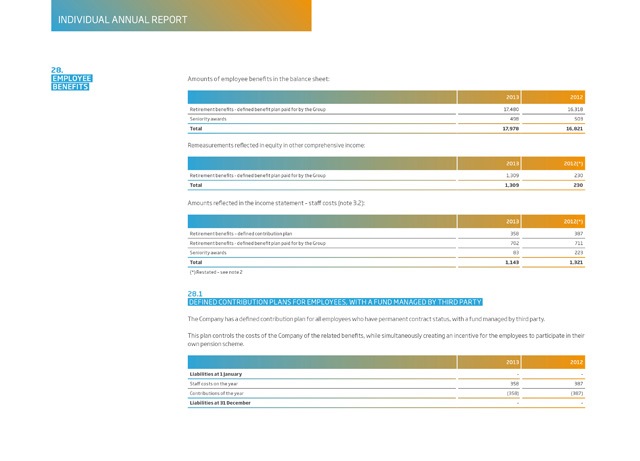 INDIVIDUAL ANNUAL REPORT
28.
EMPLOYEE
BENEFITS
Amounts of employee benefits in the balance sheet:
2013 2012
Retirement benefits - defined benefit plan paid for by the Group 17,480 16,318
Seniority awards 498 503
Total 17,978 16,821
Remeasurements reflected in equity in other comprehensive income:
2013 2012(*)
Retirement benefits - defined benefit plan paid for by the Group 1,309 230
Total 1,309 230
Amounts reflected in the income statement – staff costs (note 3.2):
2013 2012(*)
Retirement benefits – defined contribution plan 358 387
Retirement benefits - defined benefit plan paid for by the Group 702 711
Seniority awards 83 223
Total 1,143 1,321
(*) Restated – see note 2
28.1
DEFINED CONTRIBUTION PLANS FOR EMPLOYEES, WITH A FUND MANAGED BY THIRD PARTY
The Company has a defined contribution plan for all employees who have permanent contract status, with a fund managed by third party.
This plan controls the costs of the Company of the related benefits, while simultaneously creating an incentive for the employees to participate in their
own pension scheme.
2013 2012
Liabilities at 1 January - -
Staff costs on the year 358 387
Contributions of the year (358) (387)
Liabilities at 31 December - -